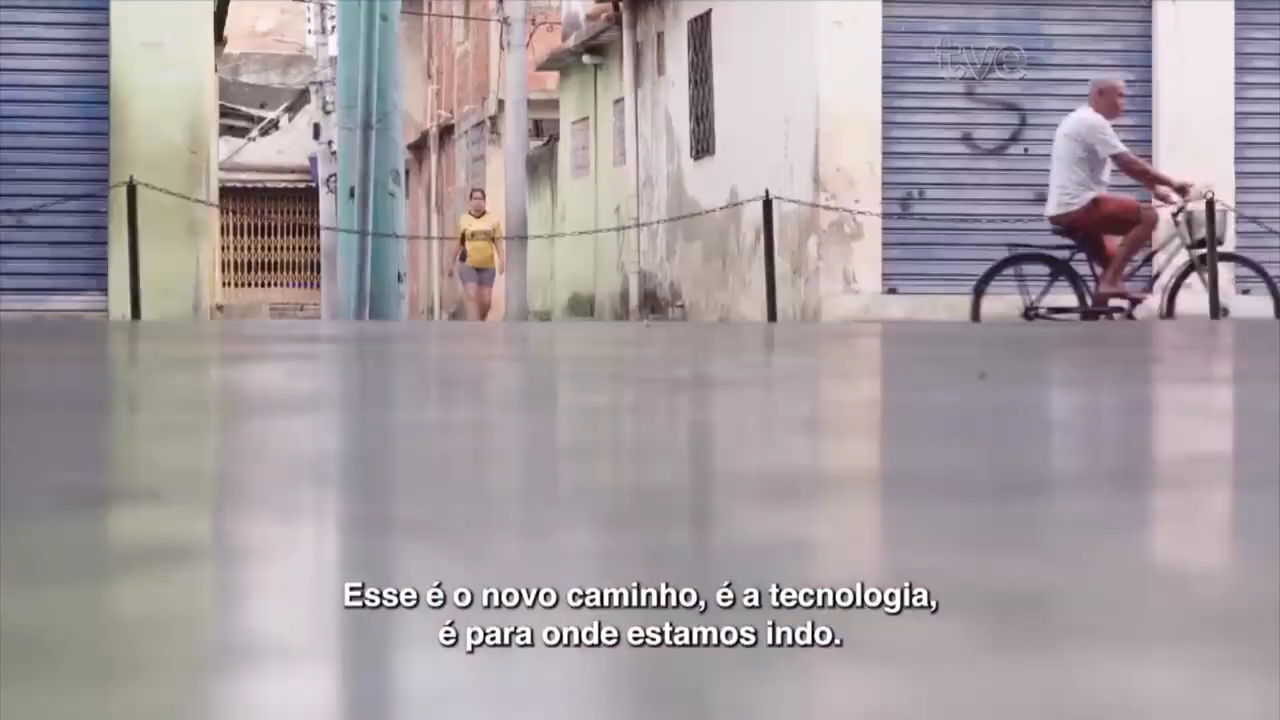 tve
Esse é o novo caminho, é a tecnologia,
é para onde estamos indo.